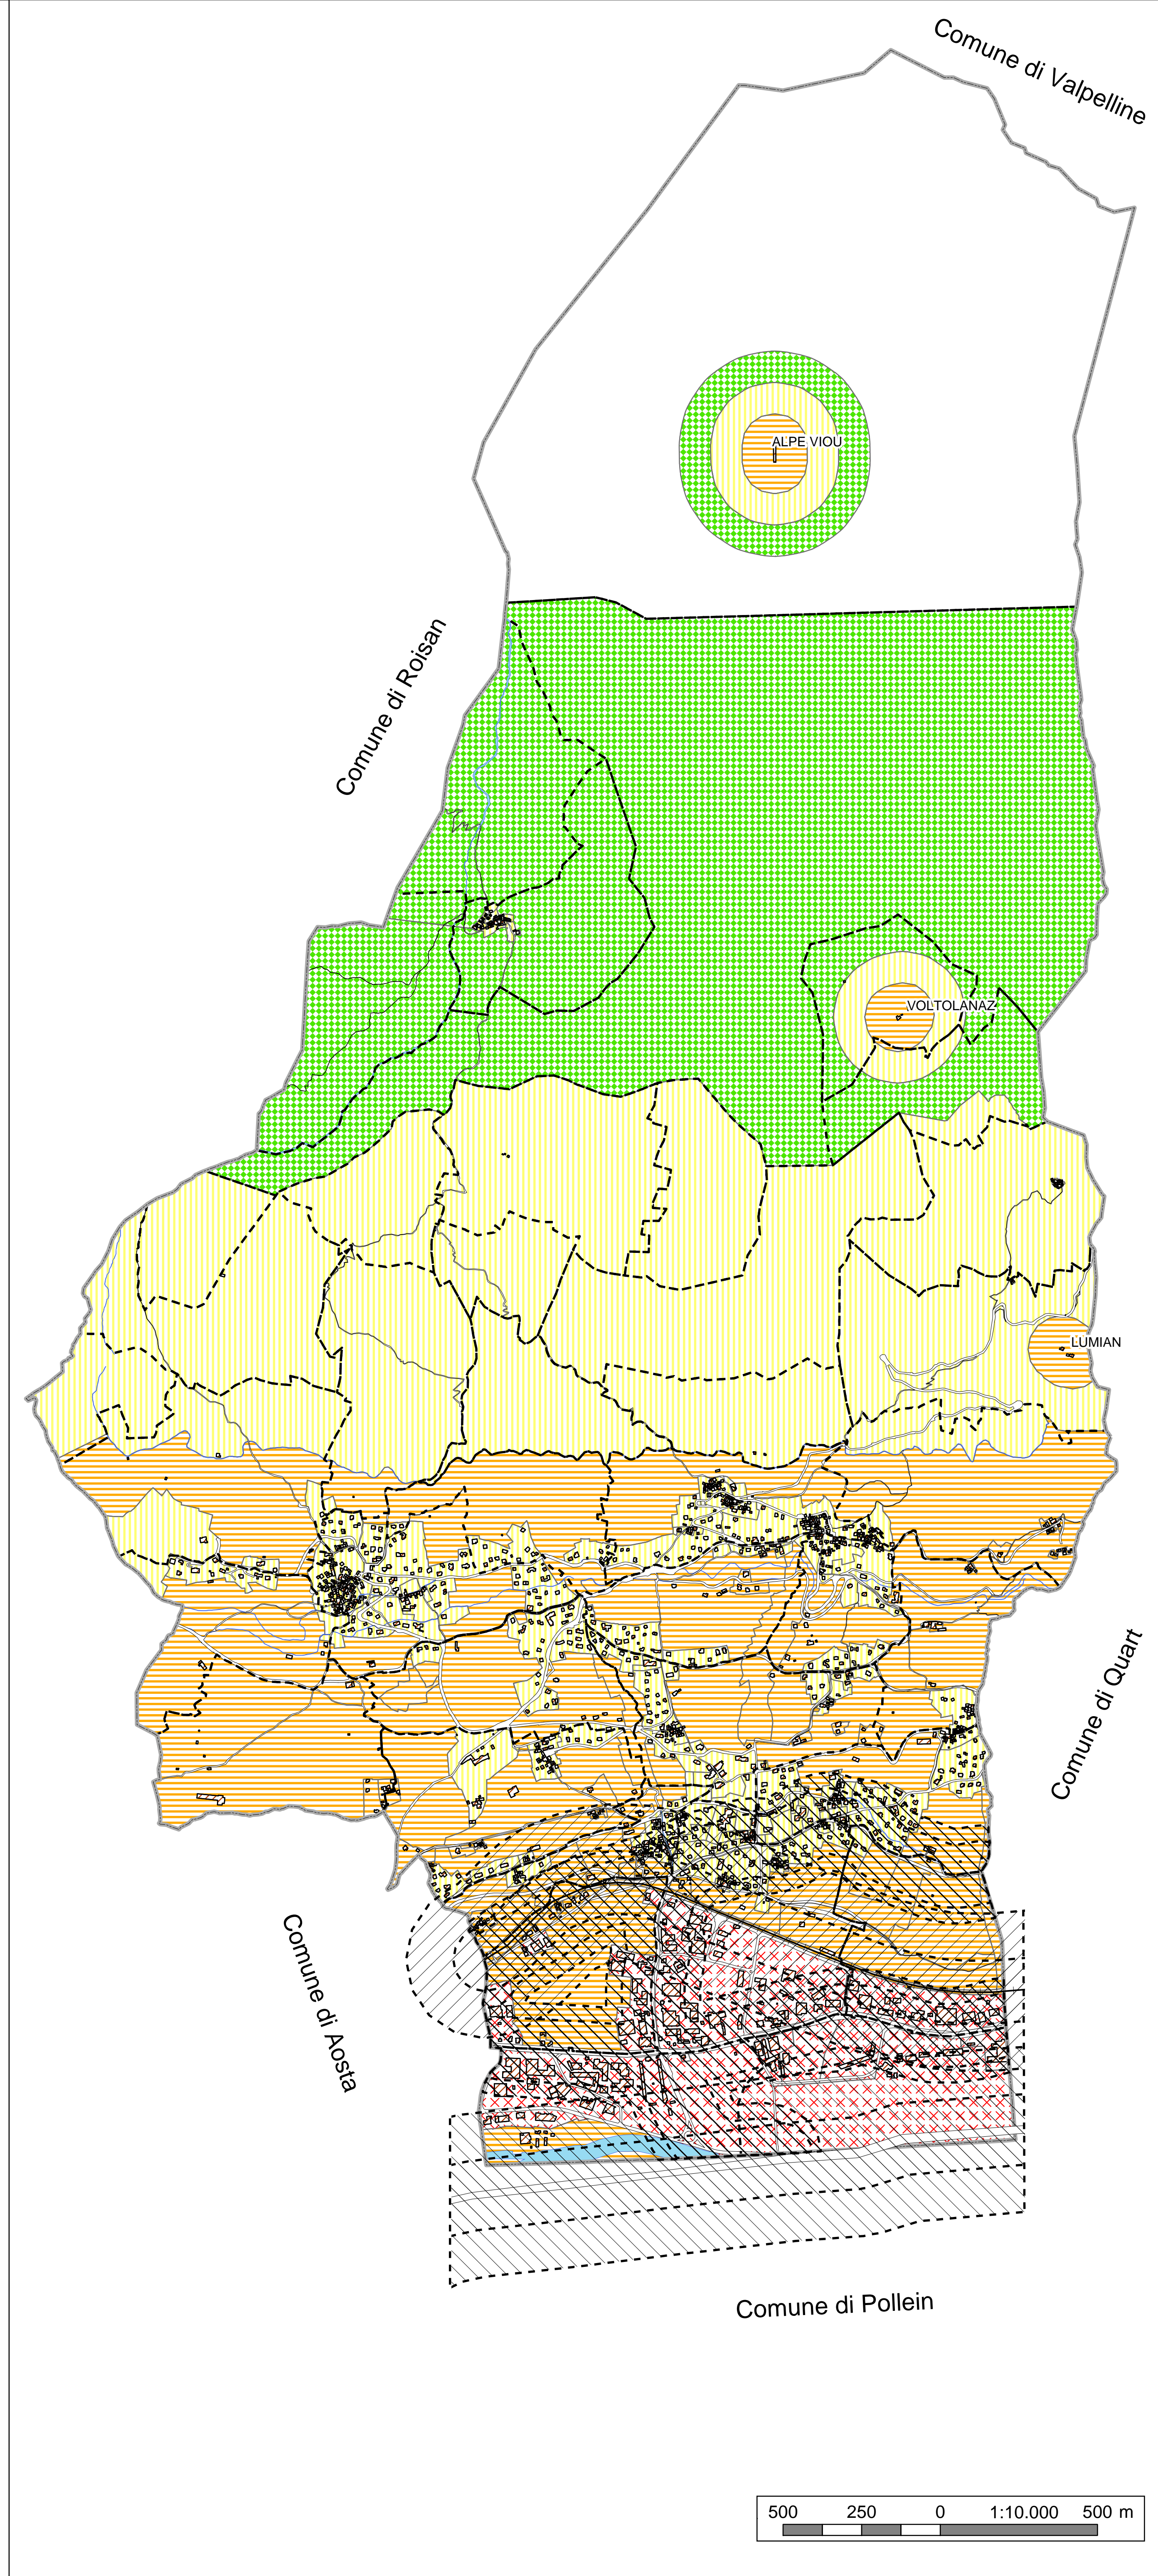 Comune di Valpelline
ALPE VIOU
Comune di Roisan
VOLTOLANAZ
LUMIAN
Comune di Quart
Comune di Aosta
Comune di Pollein
500 250 0 1:10.000 500 m